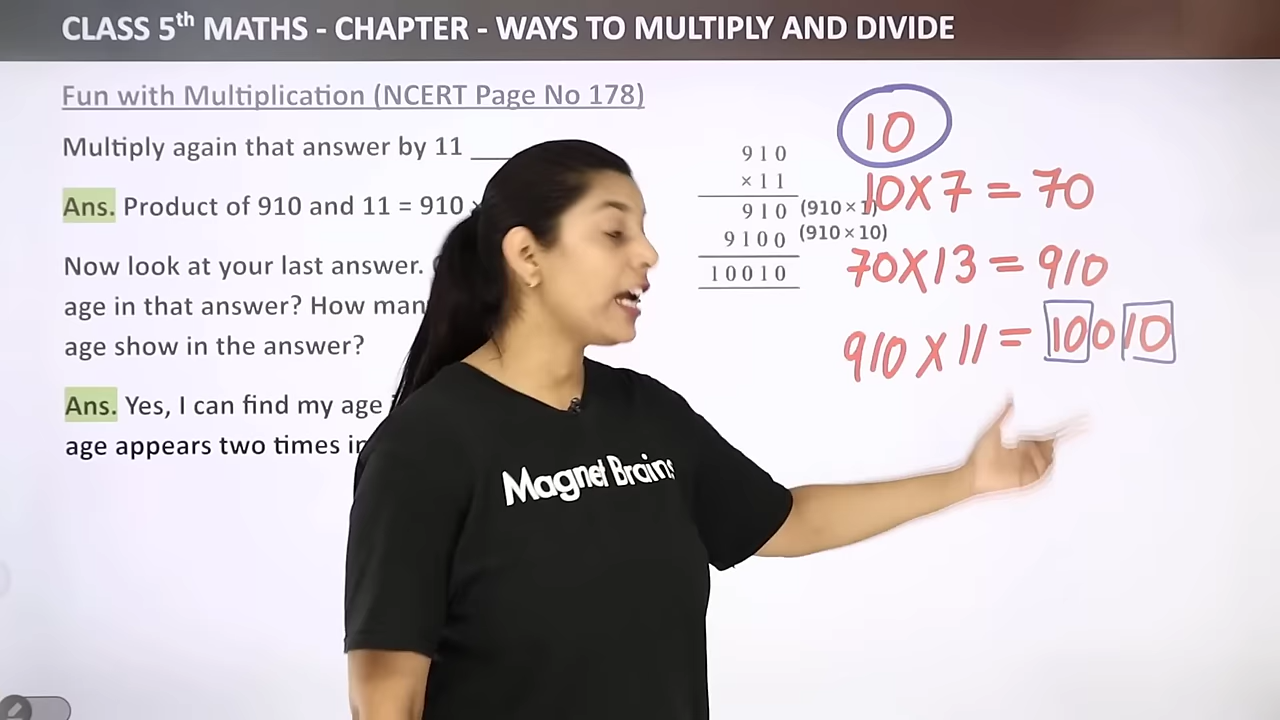 CLASS 5th MATHS - CHAPTER - WAYS TO MULTIPLY AND DIVIDE
Fun with Multiplication (NCERT Page No 178)
Multiply again that answer by 11 ___
Ans. Product of 910 and 11 = 910
Now look at your last answer.
age in that answer? How
age show in the answer?
Ans. Yes, I can find my age
age appears two times
910
×11
910 (910×1)
9100 (910×10)
10010
10
10×7 = 70
70×13 = 910
910×11 = 10010
Magnet Brains